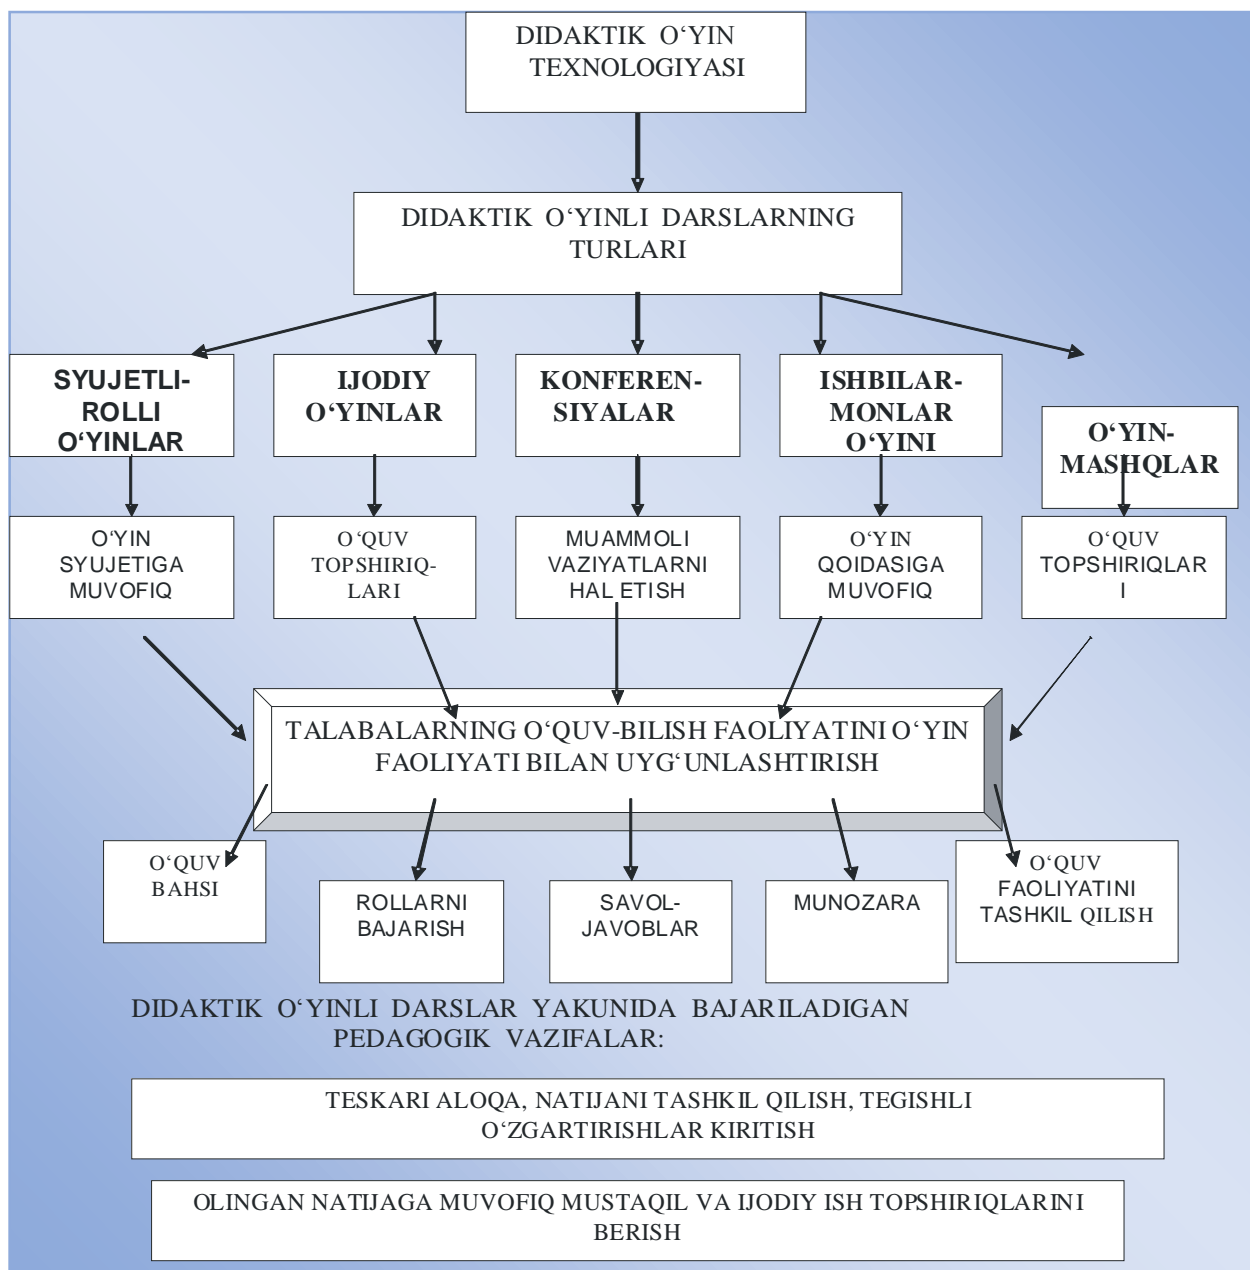 DIDAKTIK O‘YIN
TEXNOLOGIYASI
DIDAKTIK O‘YINLI DARSLARNING
TURLARI
SYUJETLI-
ROLLI
O‘YINLAR
IJODIY
O‘YINLAR
KONFEREN-
SIYALAR
ISHBILAR-
MONLAR
O‘YINI
O‘YIN-
MASHQLAR
O‘YIN
SYUJETIGA
MUVOFIQ
O‘QUV
TOPSHIRIQ-
LARI
MUAMMOLI
VAZIYATLARNI
HAL ETISH
O‘YIN
QOIDASIGA
MUVOFIQ
O‘QUV
TOPSHIRIQLAR
I
TALABALARNING O‘QUV-BILISH FAOLIYATINI O‘YIN
FAOLIYATI BILAN UYG‘UNLASHTIRISH
O‘QUV
BAHSI
ROLLARNI
BAJARISH
SAVOL-
JAVOBLAR
MUNOZARA
O‘QUV
FAOLIYATINI
TASHKIL QILISH
DIDAKTIK O‘YINLI DARSLAR YAKUNIDA BAJARILADIGAN
PEDAGOGIK VAZIFALAR:
TESKARI ALOQA, NATIJANI TASHKIL QILISH, TEGISHLI
O‘ZGARTIRISHLAR KIRITISH
OLINGAN NATIJAGA MUVOFIQ MUSTAQIL VA IJODIY ISH TOPSHIRIQLARINI
BERISH